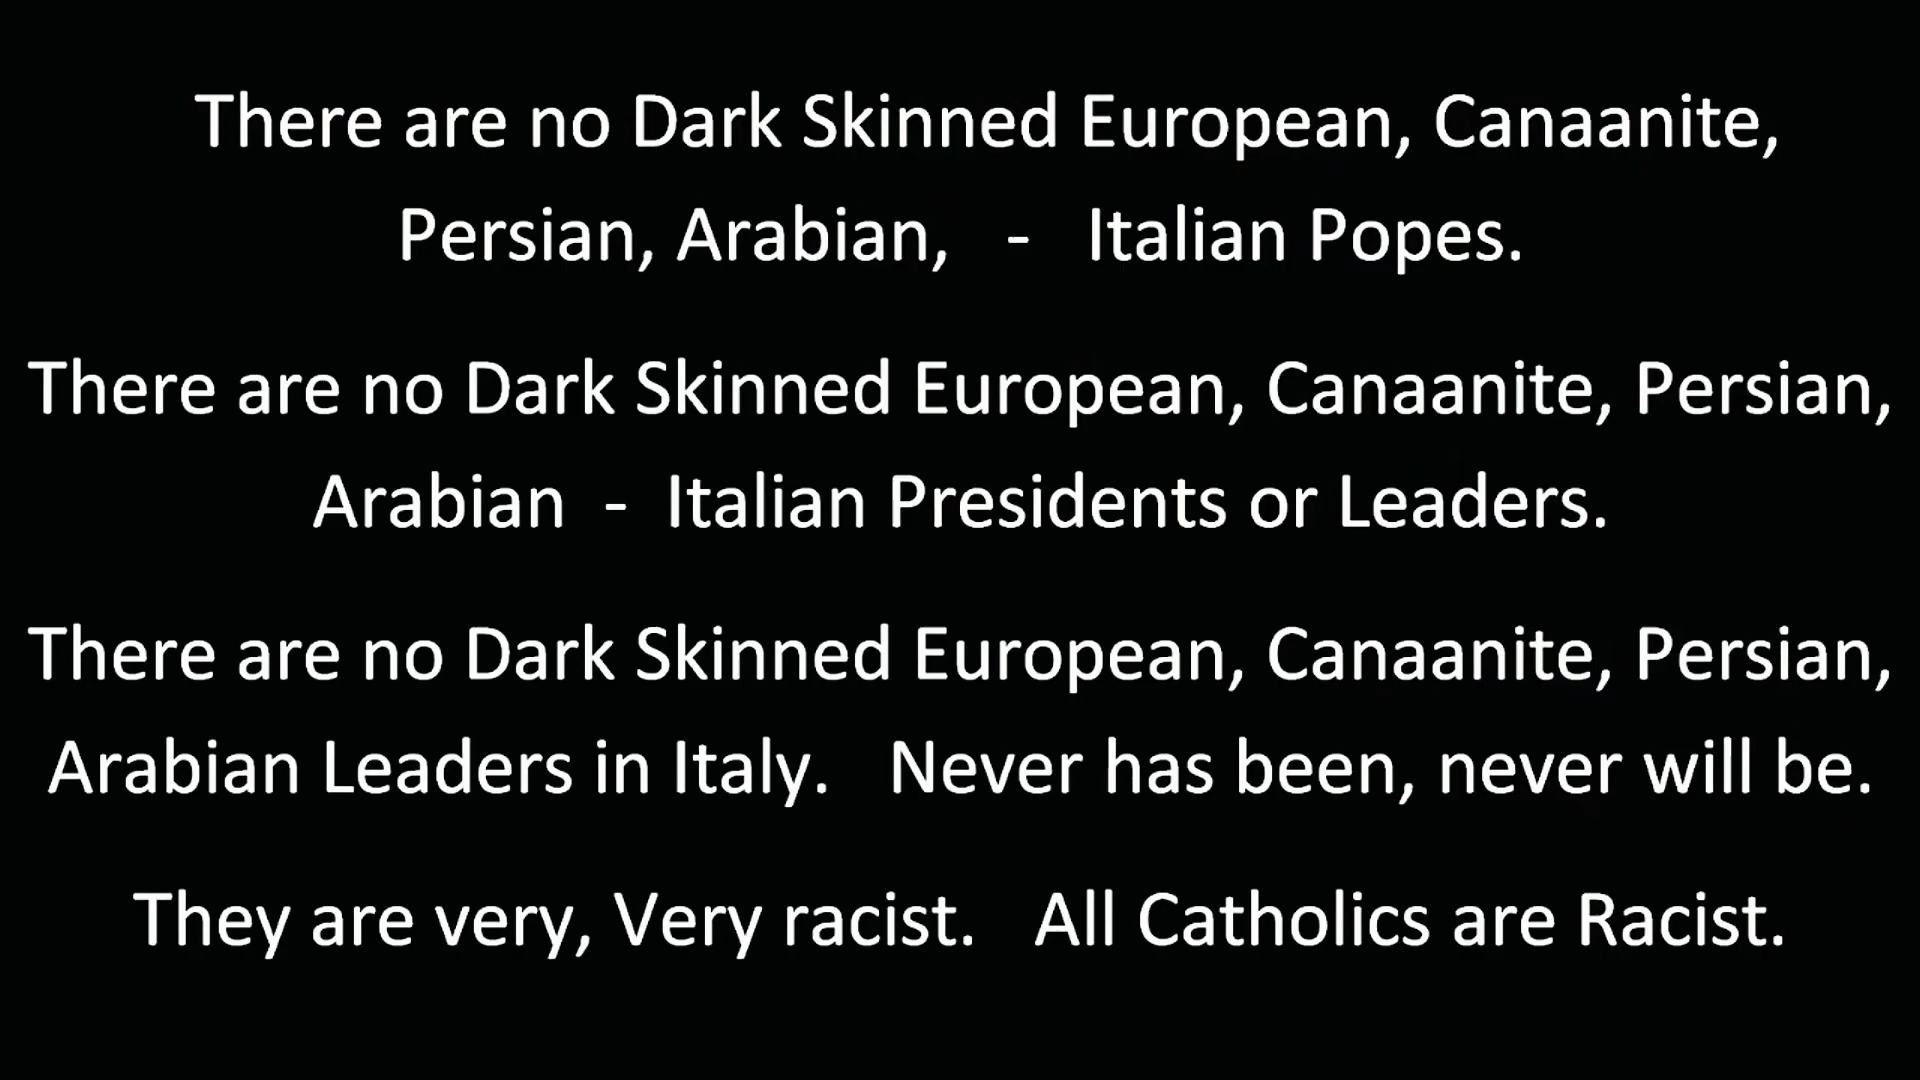 There are no Dark Skinned European, Canaanite,
Persian, Arabian,   -   Italian Popes.
There are no Dark Skinned European, Canaanite, Persian,
Arabian  -  Italian Presidents or Leaders.
There are no Dark Skinned European, Canaanite, Persian,
Arabian Leaders in Italy.   Never has been, never will be.
They are very, Very racist.   All Catholics are Racist.